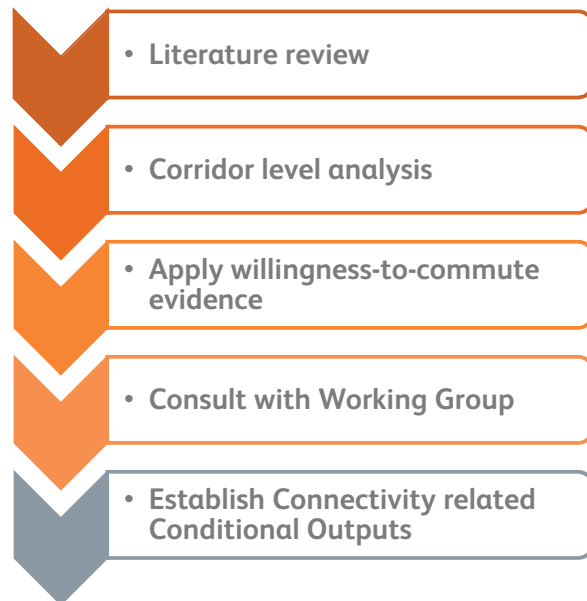 • Literature review
• Corridor level analysis
• Apply willingness-to-commute
evidence
• Consult with Working Group
• Establish Connectivity related
Conditional Outputs